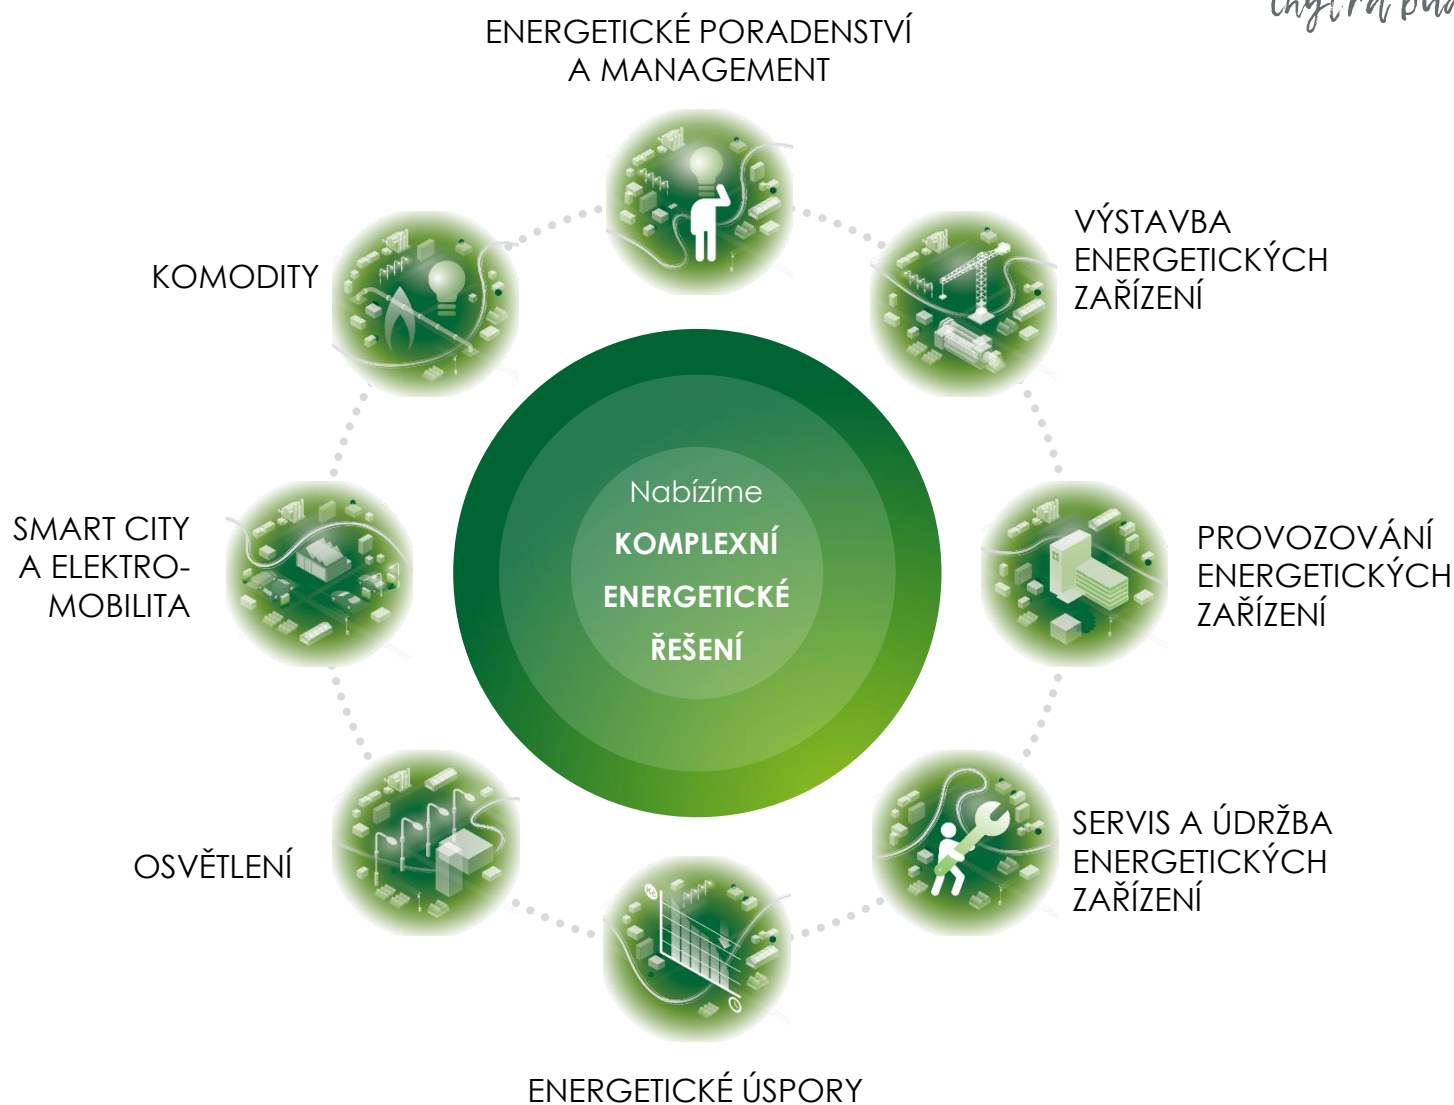 ENERGETICKÉ PORADENSTVÍ
A MANAGEMENT
VÝSTAVBA
ENERGETICKÝCH
ZAŘÍZENÍ
KOMODITY
Nabízíme
KOMPLEXNÍ
ENERGETICKÉ
ŘEŠENÍ
SMART CITY
A ELEKTRO-
MOBILITA
PROVOZOVÁNÍ
ENERGETICKÝCH
ZAŘÍZENÍ
OSVĚTLENÍ
SERVIS A ÚDRŽBA
ENERGETICKÝCH
ZAŘÍZENÍ
Kč
ENERGETICKÉ ÚSPORY